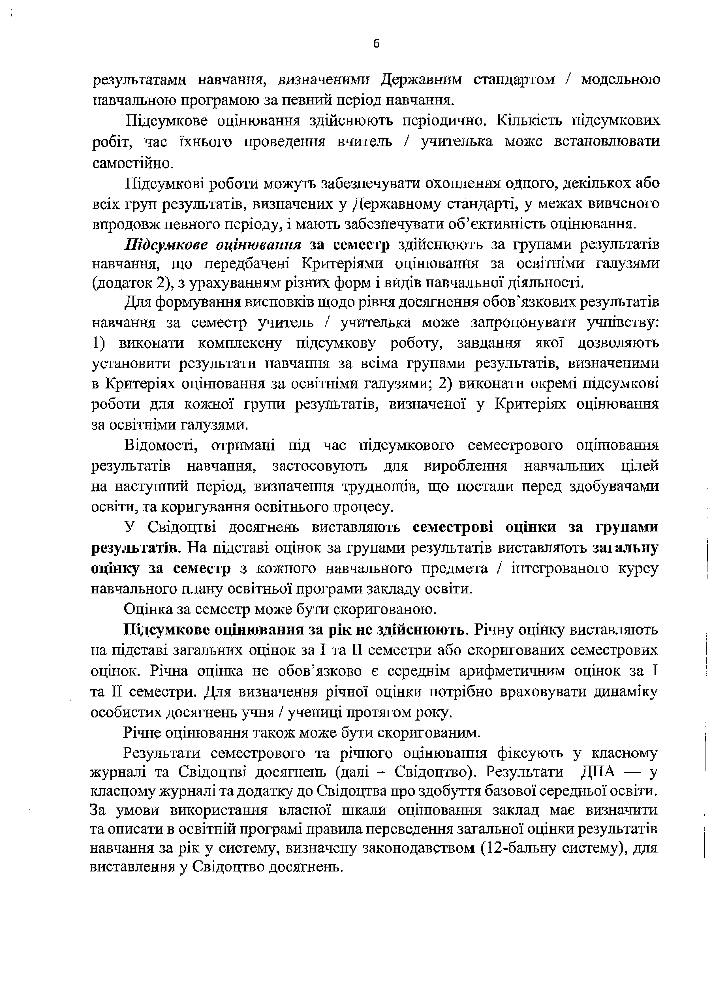 6
результатами навчання, визначеними Державним стандартом / модельною
навчальною програмою за певний період навчання.
Підсумкове оцінювання здійснюють періодично. Кількість підсумкових
робіт, час їхнього проведення вчитель / учителька може встановлювати
самостійно.
Підсумкові роботи можуть забезпечувати охоплення одного, декількох або
всіх груп результатів, визначених у Державному стандарті, у межах вивченого
впродовж певного періоду, і мають забезпечувати об’єктивність оцінювання.
Підсумкове оцінювання за семестр здійснюють за групами результатів
навчання, що передбачені Критеріями оцінювання за освітніми галузями
(додаток 2), з урахуванням різних форм і видів навчальної діяльності.
Для формування висновків щодо рівня досягнення обов’язкових результатів
навчання за семестр учитель / учителька може запропонувати учнівству:
1) виконати комплексну підсумкову роботу, завдання якої дозволяють
установити результати навчання за всіма групами результатів, визначеними
в Критеріях оцінювання за освітніми галузями; 2) виконати окремі підсумкові
роботи для кожної групи результатів, визначеної у Критеріях оцінювання
за освітніми галузями.
Відомості, отримані під час підсумкового семестрового оцінювання
результатів навчання, застосовують для вироблення навчальних цілей
на наступний період, визначення труднощів, що постали перед здобувачами
освіти, та коригування освітнього процесу.
У Свідоцтві досягнень виставляють семестрові оцінки за групами
результатів. На підставі оцінок за групами результатів виставляють загальну
оцінку за семестр з кожного навчального предмета / інтегрованого курсу
навчального плану освітньої програми закладу освіти.
Оцінка за семестр може бути скоригованою.
Підсумкове оцінювання за рік не здійснюють. Річну оцінку виставляють
на підставі загальних оцінок за І та ІІ семестри або скоригованих семестрових
оцінок. Річна оцінка не обов’язково є середнім арифметичним оцінок за І
та ІІ семестри. Для визначення річної оцінки потрібно враховувати динаміку
особистих досягнень учня / учениці протягом року.
Річне оцінювання також може бути скоригованим.
Результати семестрового та річного оцінювання фіксують у класному
журналі та Свідоцтві досягнень (далі – Свідоцтво). Результати ДПА — у
класному журналі та додатку до Свідоцтва про здобуття базової середньої освіти.
За умови використання власної шкали оцінювання заклад має визначити
та описати в освітній програмі правила переведення загальної оцінки результатів
навчання за рік у систему, визначену законодавством (12-бальну систему), для
виставлення у Свідоцтво досягнень.